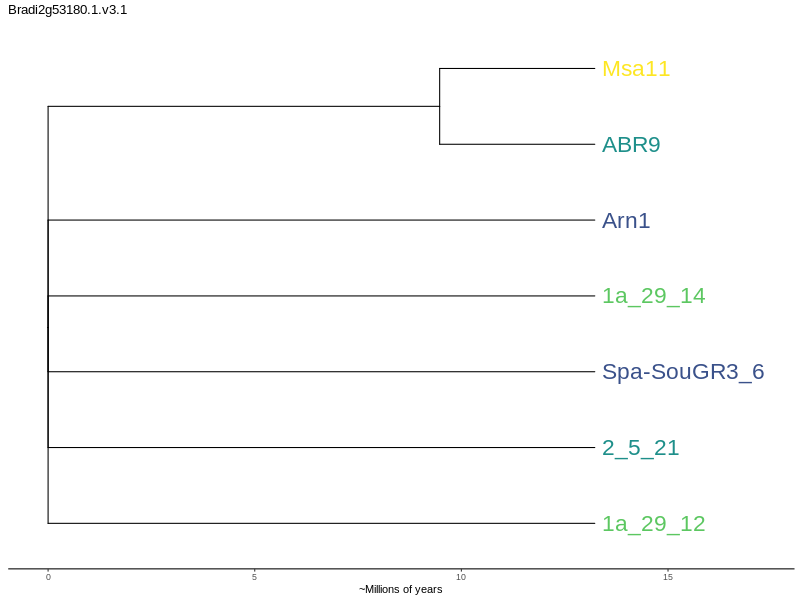 Bradi2g53180.1.v3.1
Msa11
ABR9
Arn1
1a_29_14
Spa-SouGR3_6
2_5_21
1a_29_12
0 5 10 15
~Millions of years